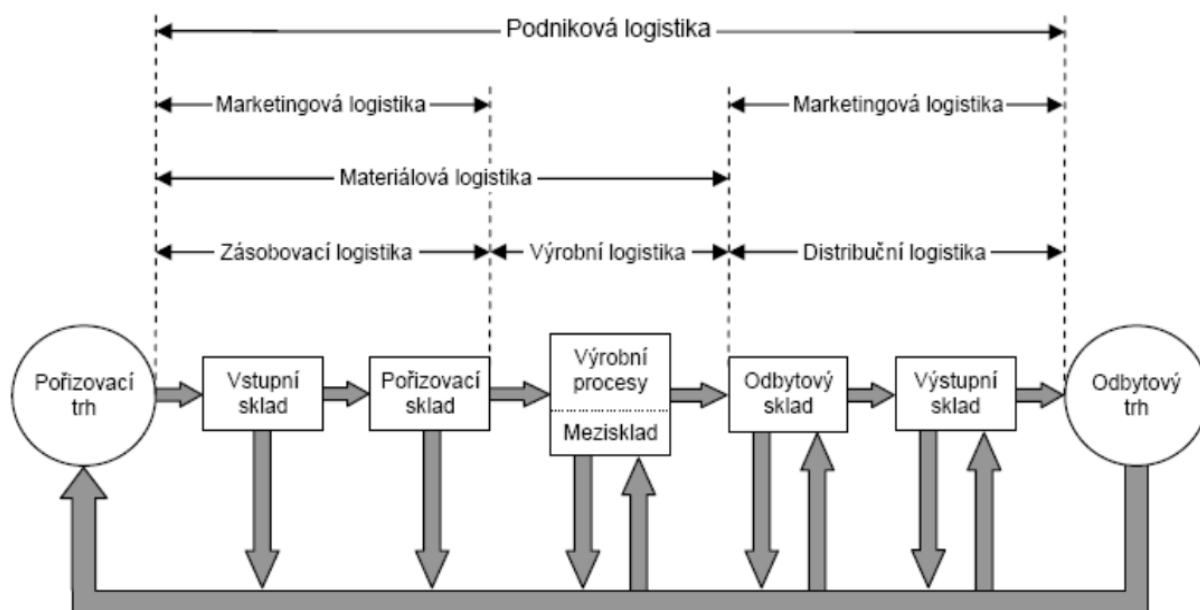 Podniková logistika
Marketingová logistika
Marketingová logistika
Materiálová logistika
Zásobovací logistika
Výrobní logistika
Distribuční logistika
Pořizovací
trh
Vstupní
sklad
Pořizovací
sklad
Výrobní
procesy
Mezisklad
Odbytový
sklad
Výstupní
sklad
Odbytový
trh